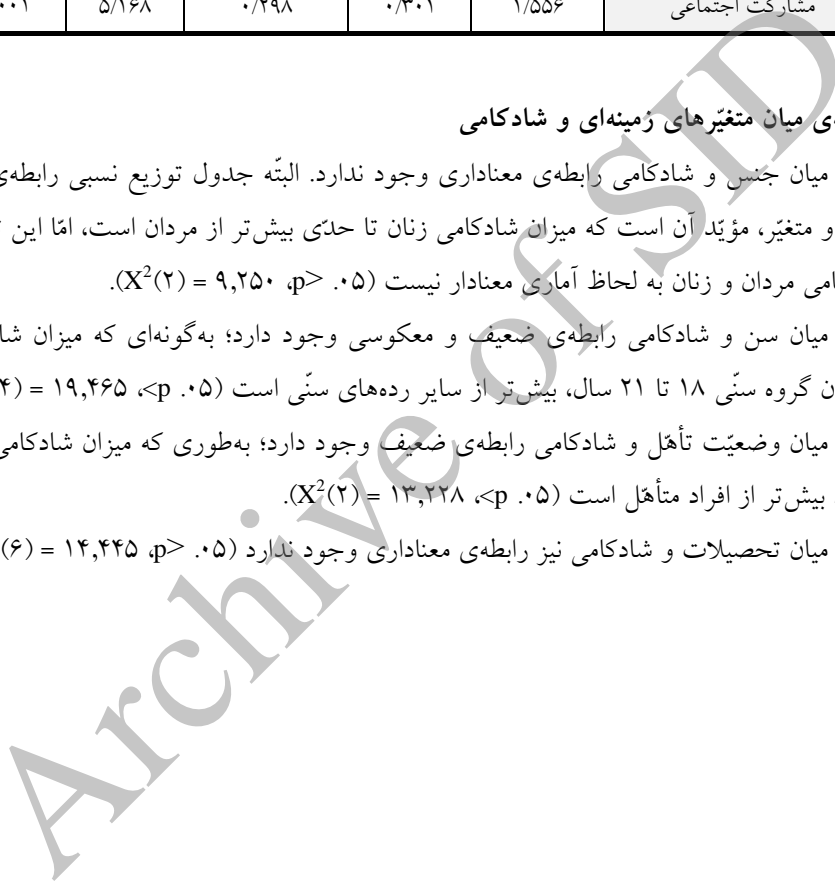 مشارکت اجتماعی ۱/۵۵۶ ۰/۳۰۱ ۰/۲۹۸ ۵/۱۶۸
میان متغیّرهای زمینه‌ای و شادکامی
میان جنس و شادکامی رابطه‌ی معناداری وجود ندارد. البتّه جدول توزیع نسبی رابطه‌ی
و متغیّر، مؤیّد آن است که میزان شادکامی زنان تا حدّی بیش‌تر از مردان است، امّا این
امی مردان و زنان به لحاظ آماری معنادار نیست (۰۵. <p، ۹,۲۵۰ = (۲)X²).
میان سن و شادکامی رابطه‌ی ضعیف و معکوسی وجود دارد؛ به‌گونه‌ای که میزان شا
ن گروه سنّی ۱۸ تا ۲۱ سال، بیش‌تر از سایر رده‌های سنّی است (۰۵. p>، ۱۹,۴۶۵ = (۴
میان وضعیّت تأهّل و شادکامی رابطه‌ی ضعیف وجود دارد؛ به‌طوری که میزان شادکامی
بیش‌تر از افراد متأهّل است (۰۵. p>، ۱۳,۲۲۸ = (۲)X²).
میان تحصیلات و شادکامی نیز رابطه‌ی معناداری وجود ندارد (۰۵. <p، ۱۴,۴۴۵ = (۶)
Archive of SID